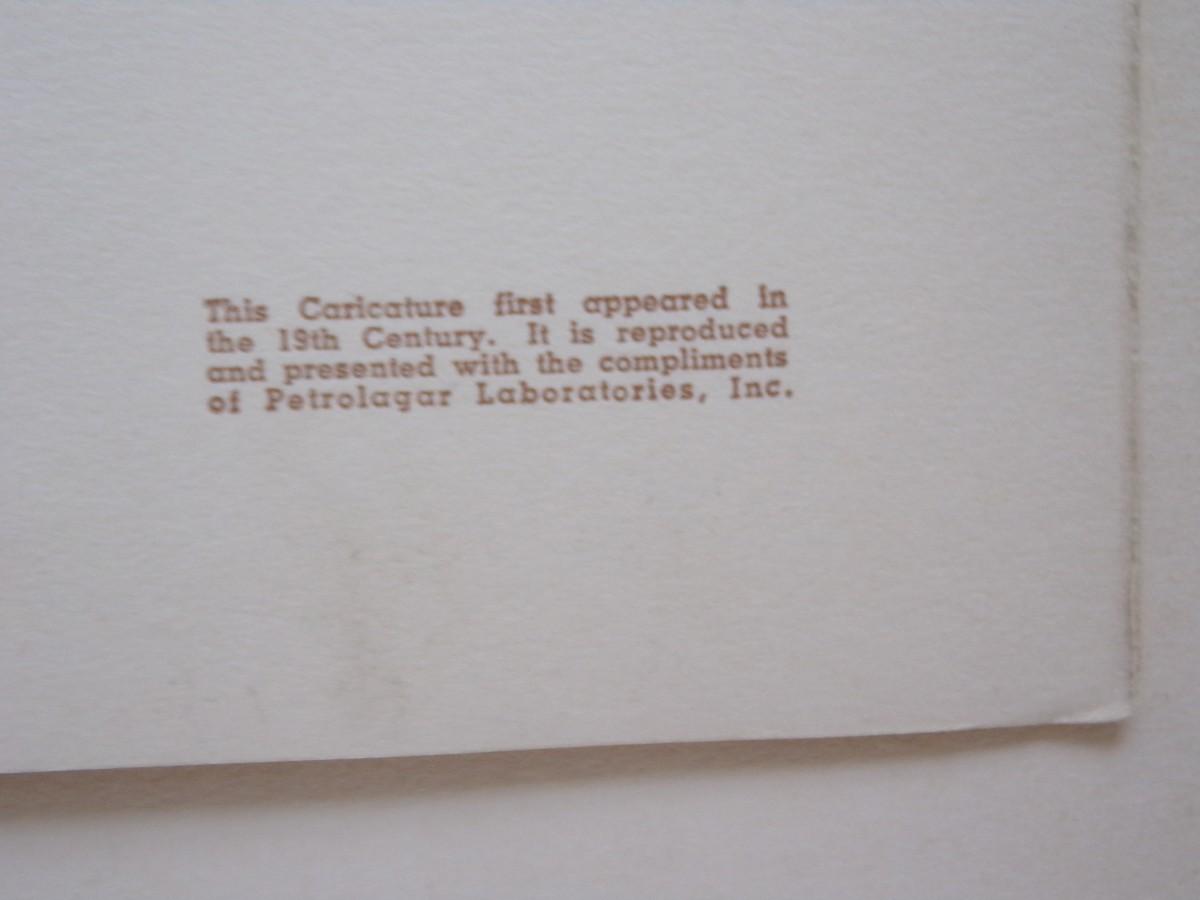 This Caricature first appeared in
the 19th Century. It is reproduced
and presented with the compliments
of Petrolagar Laboratories, Inc.